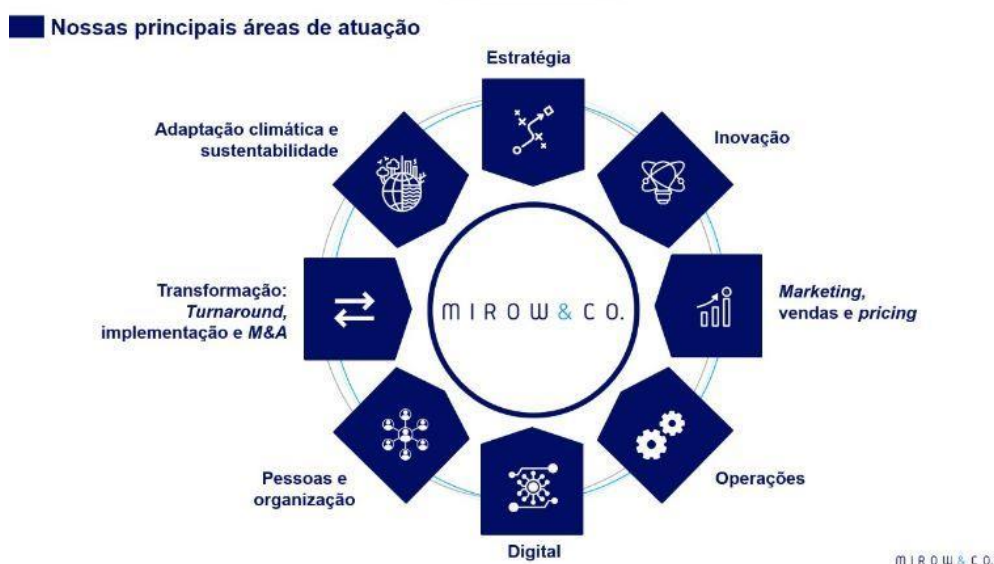 Nossas principais áreas de atuação
Estratégia
Inovação
Marketing,
vendas e pricing
Operações
Digital
Pessoas e
organização
Transformação:
Turnaround,
implementação e M&A
Adaptação climática e
sustentabilidade
MIROW & CO.
MIROW & CO.